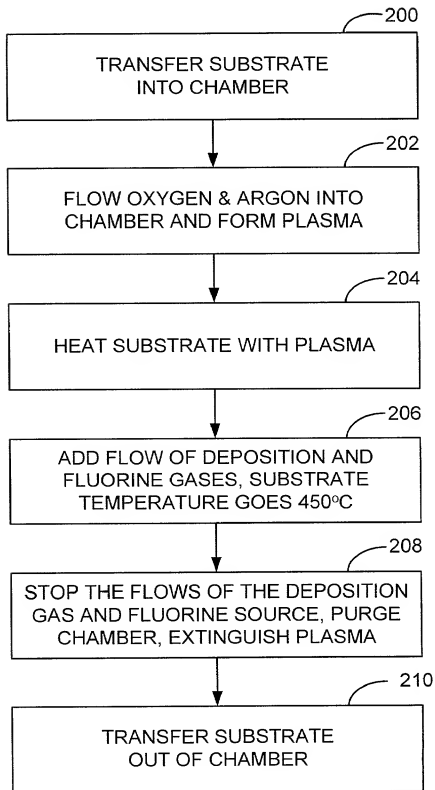 200
TRANSFER SUBSTRATE
INTO CHAMBER
202
FLOW OXYGEN & ARGON INTO
CHAMBER AND FORM PLASMA
204
HEAT SUBSTRATE WITH PLASMA
206
ADD FLOW OF DEPOSITION AND
FLUORINE GASES, SUBSTRATE
TEMPERATURE GOES 450ºC
208
STOP THE FLOWS OF THE DEPOSITION
GAS AND FLUORINE SOURCE, PURGE
CHAMBER, EXTINGUISH PLASMA
210
TRANSFER SUBSTRATE
OUT OF CHAMBER